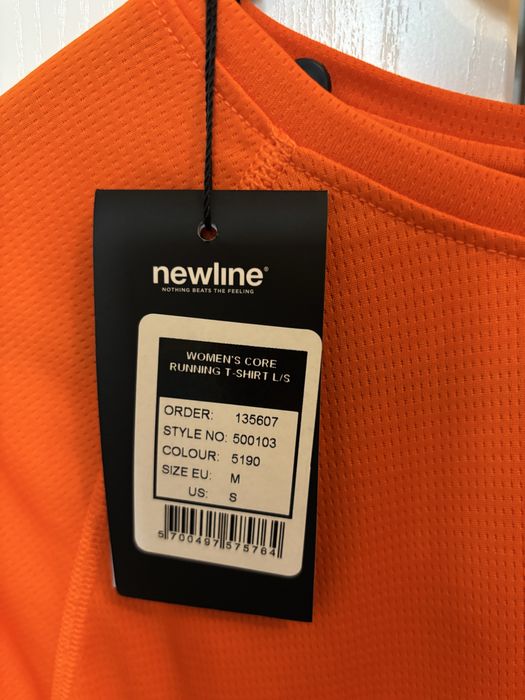 newline®
NOTHING BEATS THE FEELING
WOMEN'S CORE
RUNNING T-SHIRT L/S
ORDER: 135607
STYLE NO: 500103
COLOUR: 5190
SIZE EU: M
US: S
5 700497 575764